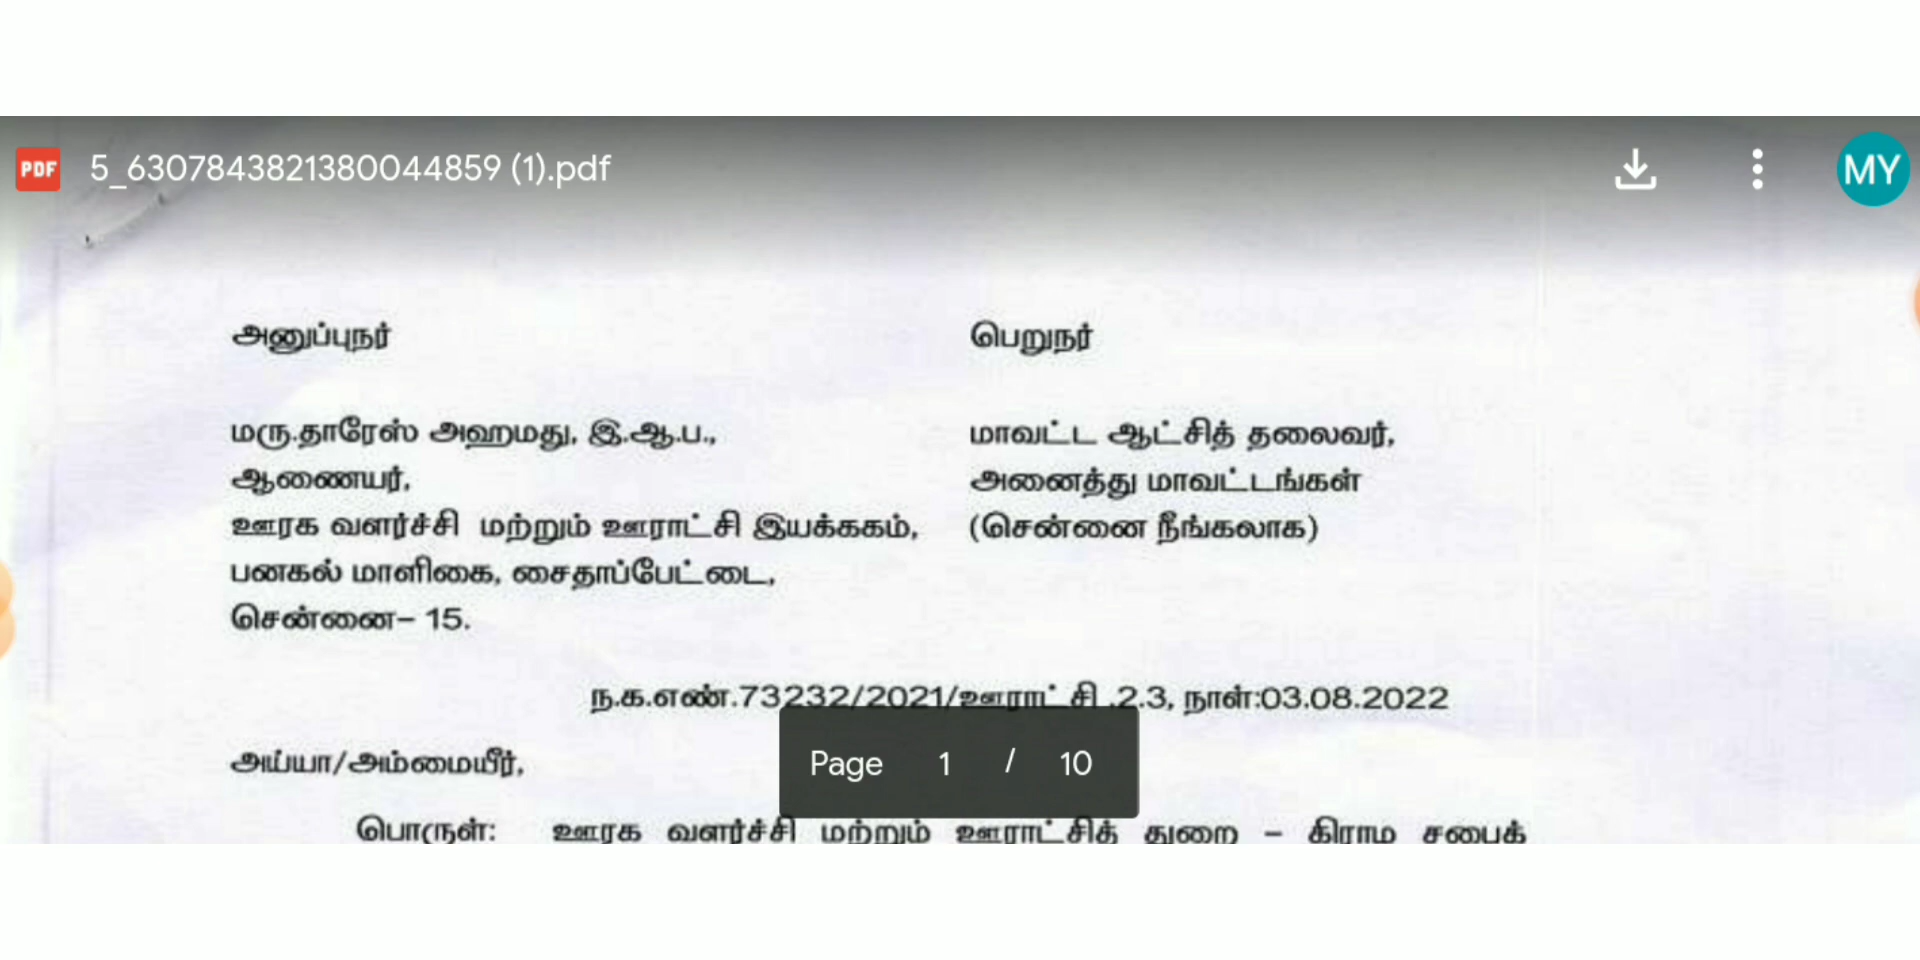 PDF 5_6307843821380044859 (1).pdf MY
அனுப்புநர்
மரு.தாரேஸ் அஹமது, இ.ஆ.ப.,
ஆணையர்,
ஊரக வளர்ச்சி மற்றும் ஊராட்சி இயக்ககம்,
பனகல் மாளிகை, சைதாப்பேட்டை,
சென்னை– 15.
பெறுநர்
மாவட்ட ஆட்சித் தலைவர்,
அனைத்து மாவட்டங்கள்
(சென்னை நீங்கலாக)
ந.க.எண்.73232/2021/ஊராட்சி .2.3, நாள்:03.08.2022
அய்யா/அம்மையீர்,
Page 1 / 10
பொருள்: ஊரக வளர்ச்சி மற்றும் ஊராட்சித் துறை – கிராம சபைக்